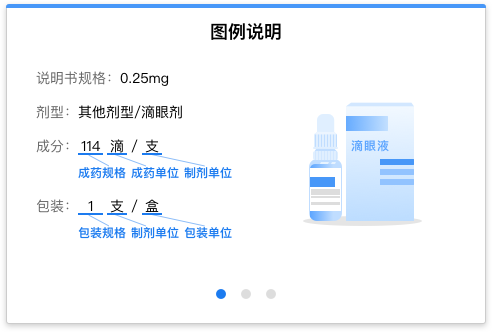 图例说明
说明书规格：0.25mg
剂型：其他剂型/滴眼剂
成分：114 滴 / 支
成药规格 成药单位 制剂单位
滴眼液
包装：1 支 / 盒
包装规格 制剂单位 包装单位